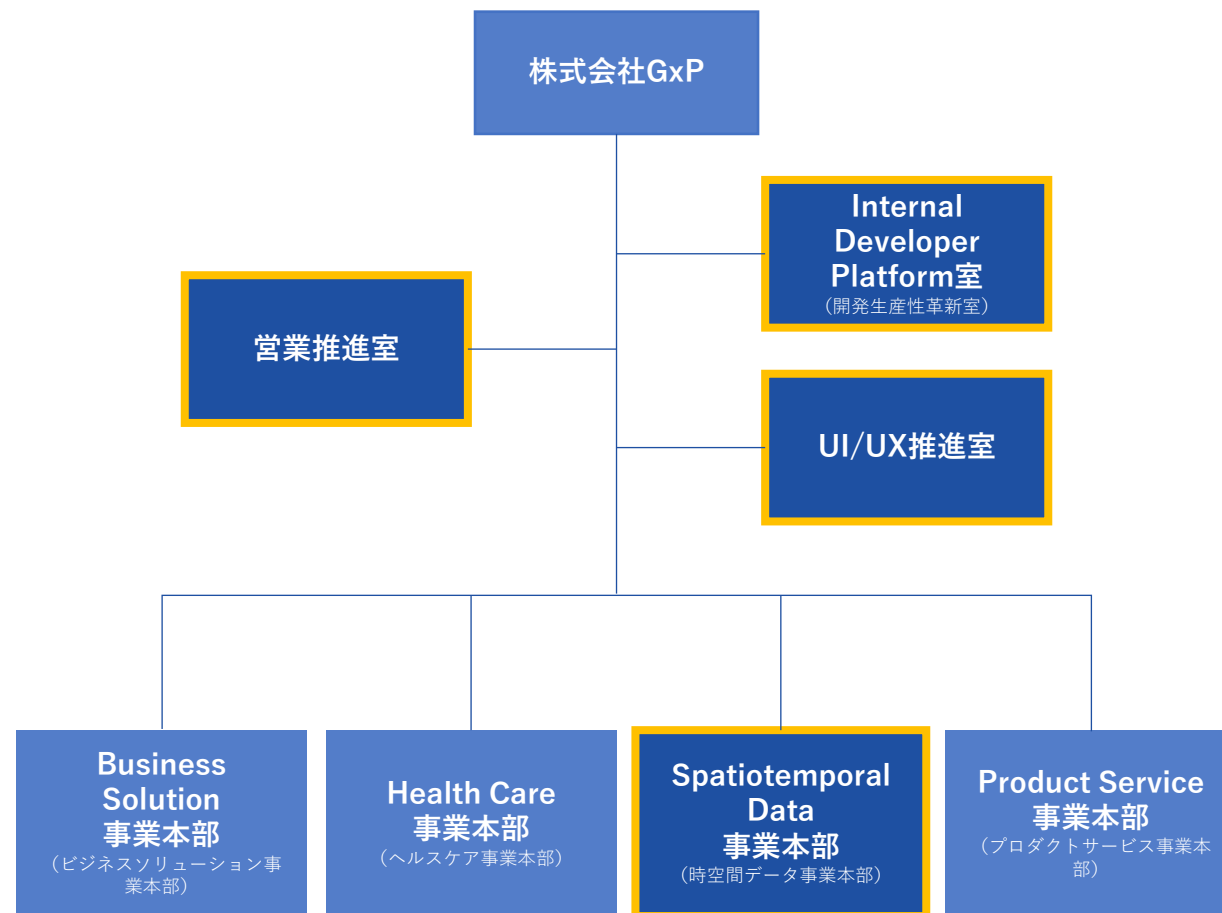 株式会社GxP
Internal
Developer
Platform室
（開発生産性革新室）
営業推進室
UI/UX推進室
Business
Solution
事業本部
（ビジネスソリューション事
業本部）
Health Care
事業本部
（ヘルスケア事業本部）
Spatiotemporal
Data
事業本部
（時空間データ事業本部）
Product Service
事業本部
（プロダクトサービス事業本
部）